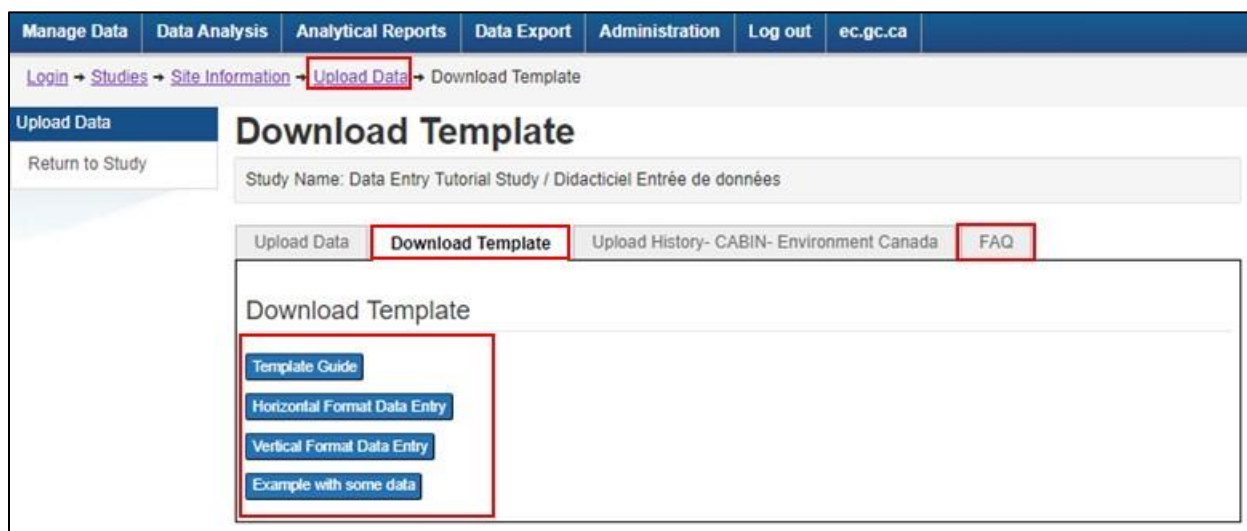 Manage Data Data Analysis Analytical Reports Data Export Administration Log out ec.gc.ca
Login → Studies → Site Information → Upload Data → Download Template
Upload Data
Return to Study
Download Template
Study Name: Data Entry Tutorial Study / Didacticiel Entrée de données
Upload Data Download Template Upload History- CABIN- Environment Canada FAQ
Download Template
Template Guide
Horizontal Format Data Entry
Vertical Format Data Entry
Example with some data